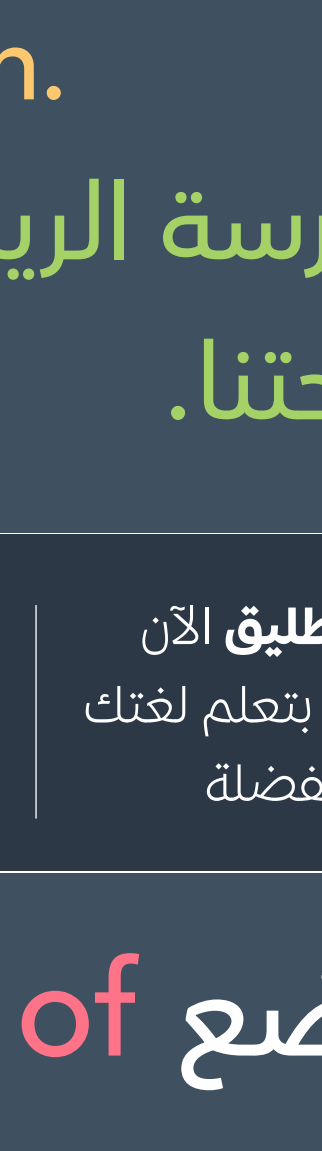 n.
رسة الري
حتنا.
طليق الآن
بتعلم لغتك
فضلة
ضع of